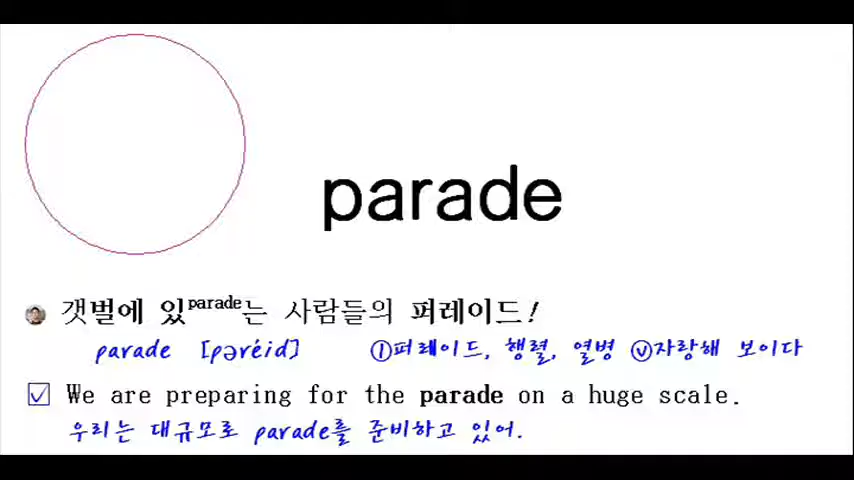 parade
갯벌에 있parade는 사람들의 퍼레이드!
parade [pəréid] ①퍼레이드, 행렬, 열병 ⓥ자랑해 보이다
We are preparing for the parade on a huge scale.
우리는 대규모로 parade를 준비하고 있어.